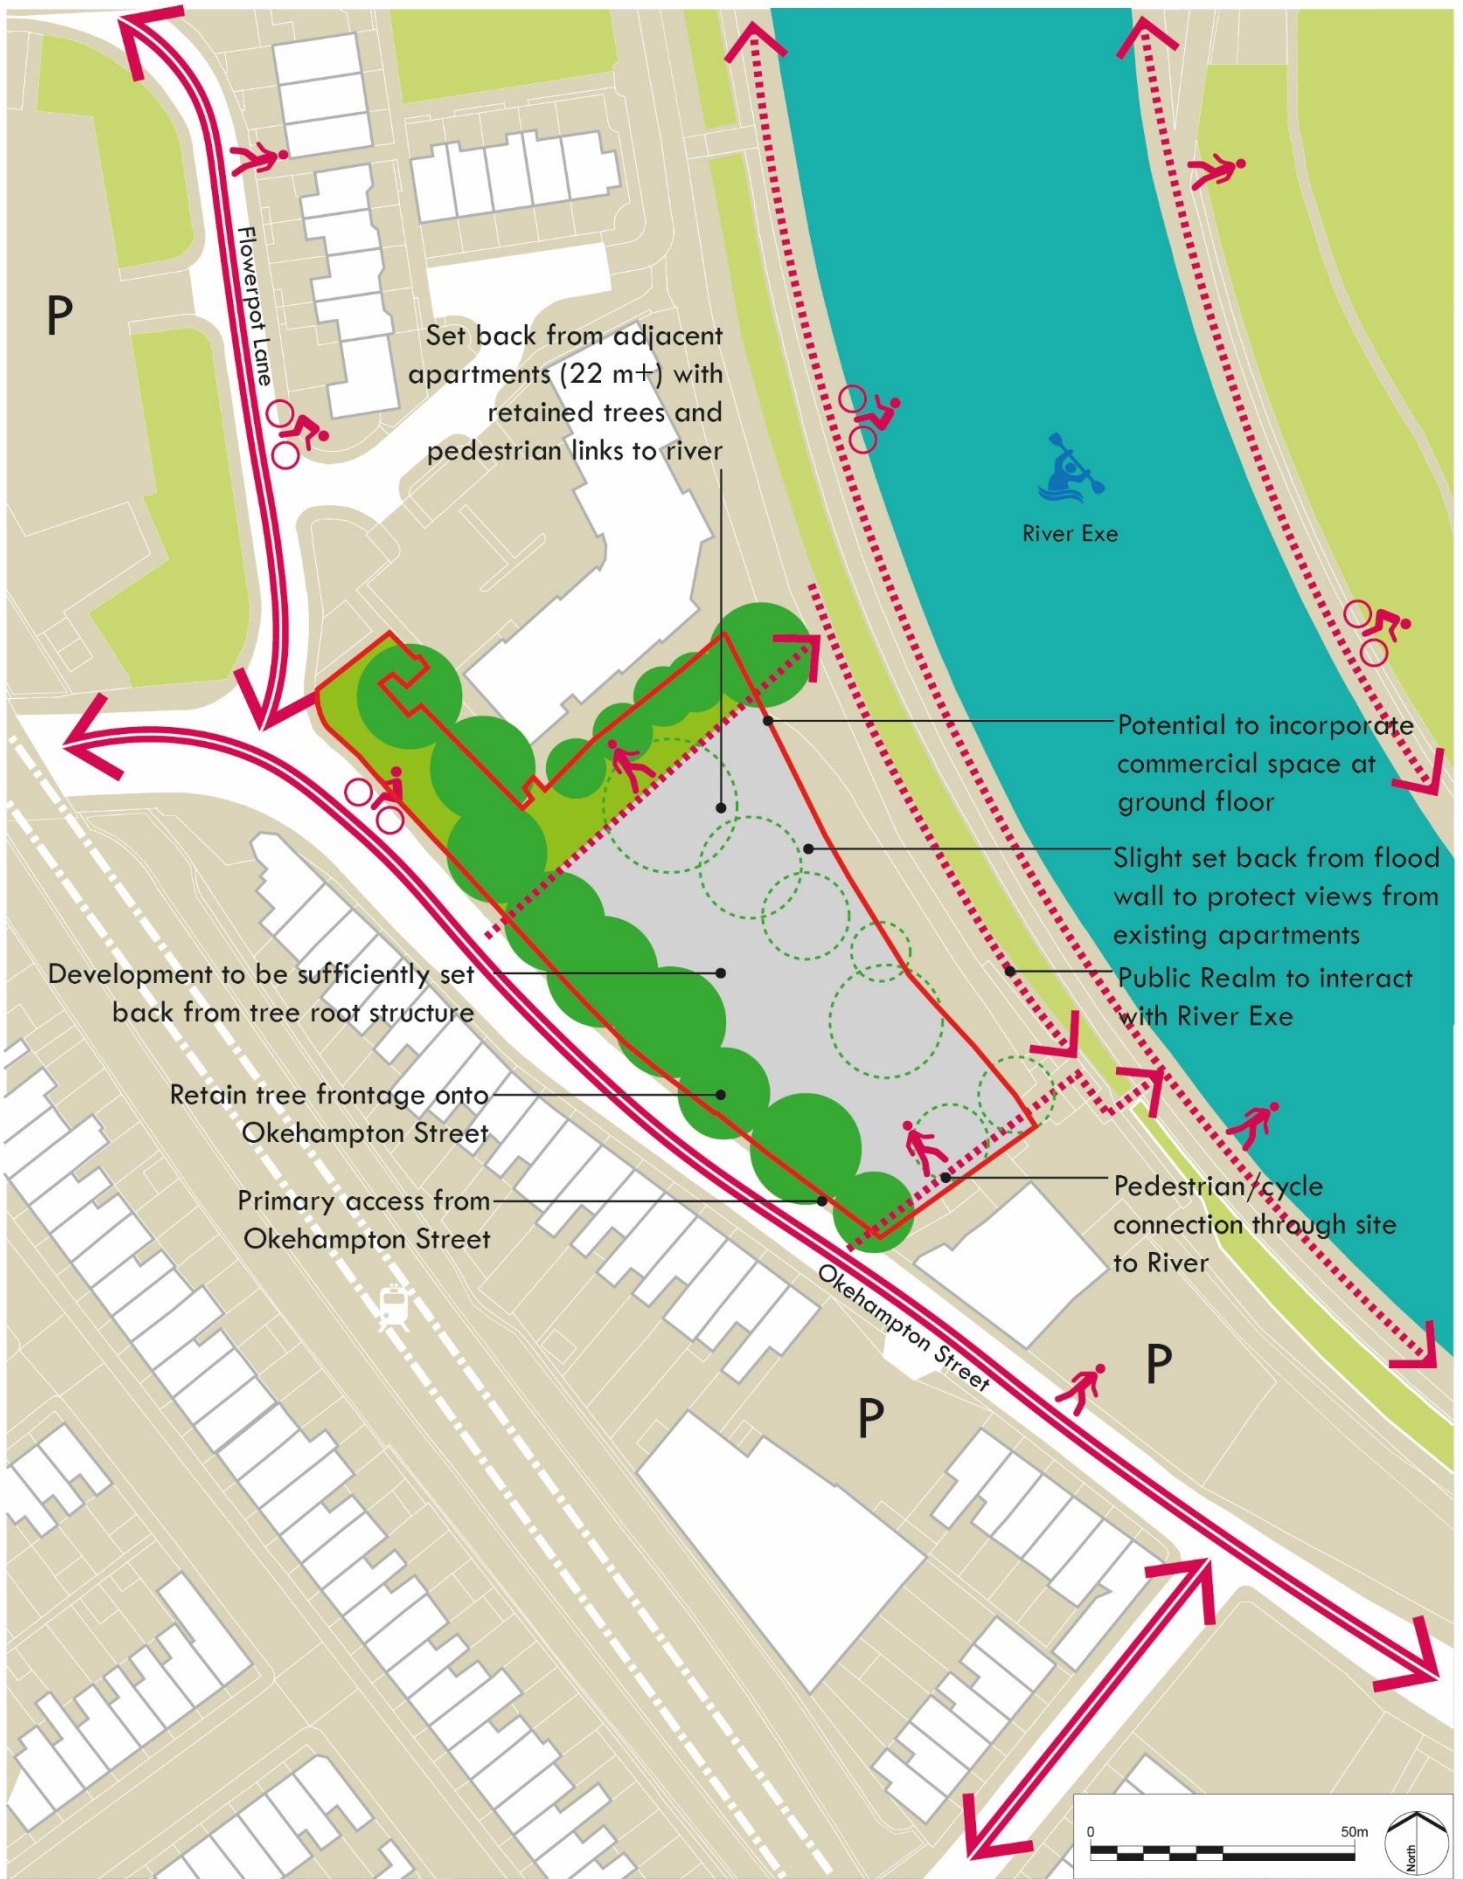 Flowerpot Lane
P
Set back from adjacent
apartments (22 m+) with
retained trees and
pedestrian links to river
River Exe
Potential to incorporate
commercial space at
ground floor
Slight set back from flood
wall to protect views from
existing apartments
Development to be sufficiently set
back from tree root structure
Public Realm to interact
with River Exe
Retain tree frontage onto
Okehampton Street
Primary access from
Okehampton Street
Pedestrian/cycle
connection through site
to River
Okehampton Street
P
P
0 50m
North